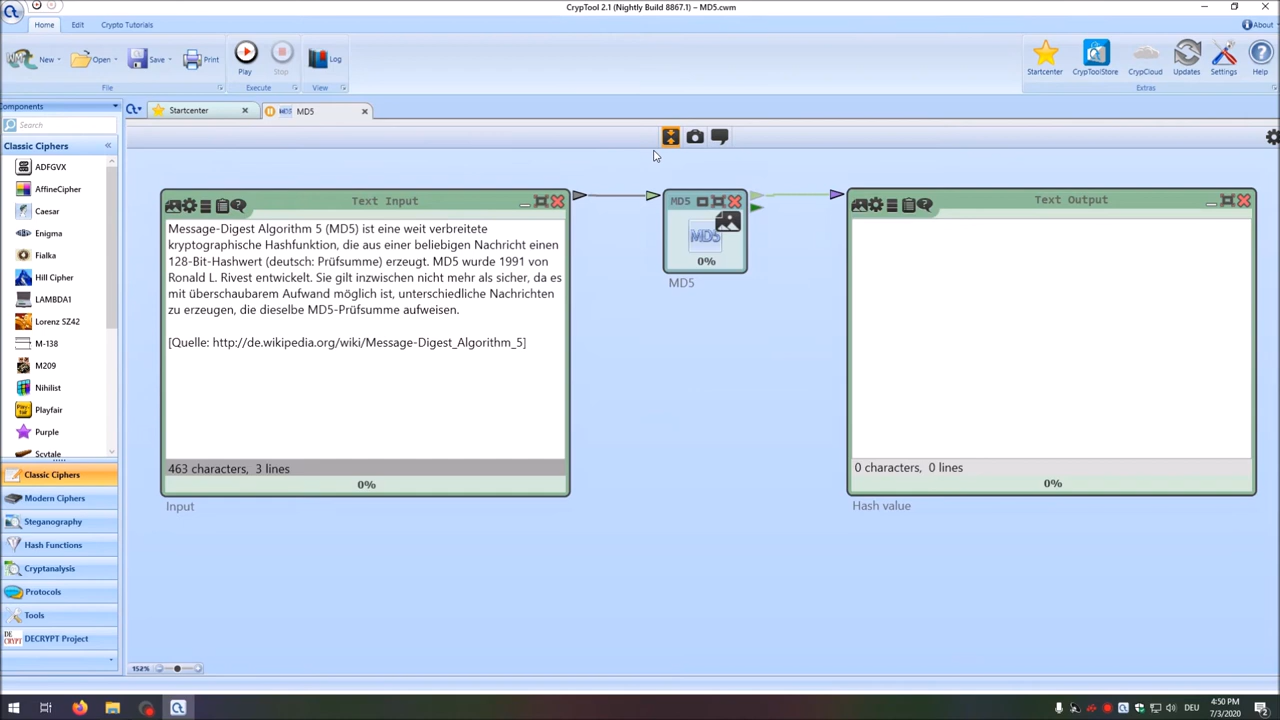 CrypTool 2.1 (Nightly Build 8867.1) – MD5.cwm
Home Edit Crypto Tutorials About
New Open Save Print Play Stop Log Startcenter CrypToolStore CrypCloud Updates Settings Help
File Execute View Extras
Components
Startcenter MD5
Search
Classic Ciphers
ADFGVX
AffineCipher
Caesar
Enigma
Fialka
Hill Cipher
LAMBDA1
Lorenz SZ42
M-138
M209
Nihilist
Playfair
Purple
Scytale
Classic Ciphers
Modern Ciphers
Steganography
Hash Functions
Cryptanalysis
Protocols
Tools
DECRYPT Project
Text Input
Message-Digest Algorithm 5 (MD5) ist eine weit verbreitete
kryptographische Hashfunktion, die aus einer beliebigen Nachricht einen
128-Bit-Hashwert (deutsch: Prüfsumme) erzeugt. MD5 wurde 1991 von
Ronald L. Rivest entwickelt. Sie gilt inzwischen nicht mehr als sicher, da es
mit überschaubarem Aufwand möglich ist, unterschiedliche Nachrichten
zu erzeugen, die dieselbe MD5-Prüfsumme aufweisen.
[Quelle: http://de.wikipedia.org/wiki/Message-Digest_Algorithm_5]
463 characters, 3 lines
0%
Input
MD5
MD5
0%
MD5
Text Output
0 characters, 0 lines
0%
Hash value
152%
DEU
4:50 PM
7/3/2020